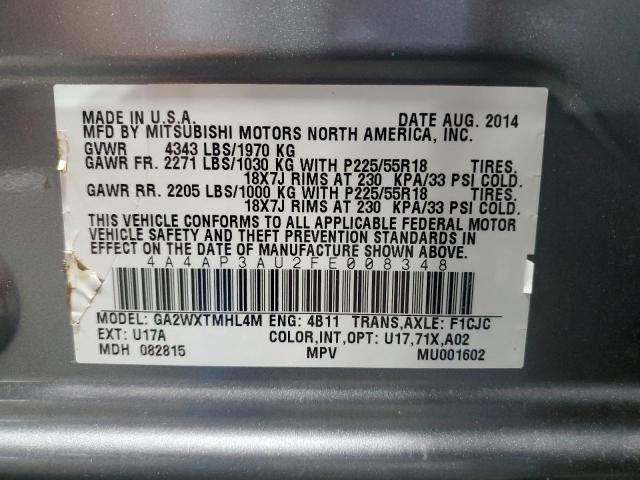 MADE IN U.S.A. DATE AUG. 2014
MFD BY MITSUBISHI MOTORS NORTH AMERICA, INC.
GVWR 4343 LBS/1970 KG
GAWR FR. 2271 LBS/1030 KG WITH P225/55R18 TIRES.
18X7J RIMS AT 230 KPA/33 PSI COLD.
GAWR RR. 2205 LBS/1000 KG WITH P225/55R18 TIRES.
18X7J RIMS AT 230 KPA/33 PSI COLD.
THIS VEHICLE CONFORMS TO ALL APPLICABLE FEDERAL MOTOR
VEHICLE SAFETY AND THEFT PREVENTION STANDARDS IN
EFFECT ON THE DATE OF MANUFACTURE SHOWN ABOVE.
4A4AP3AU2FE008348
MODEL: GA2WXTMHL4M ENG: 4B11 TRANS,AXLE: F1CJC
EXT: U17A COLOR,INT,OPT: U17,71X,A02
MDH 082815 MPV MU001602